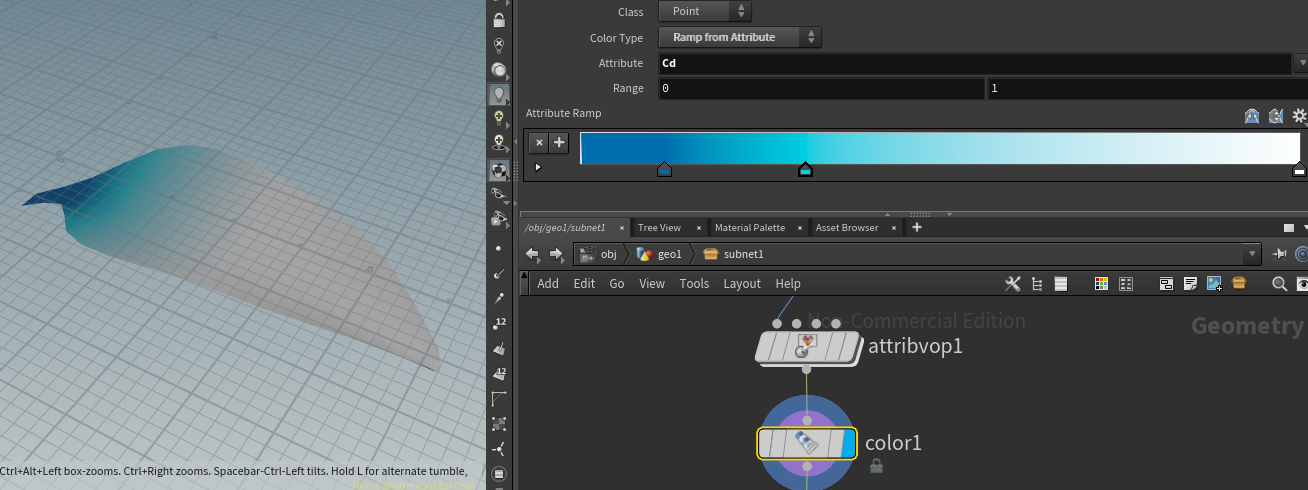 Class Point
Color Type Ramp from Attribute
Attribute Cd
Range 0 1
Attribute Ramp
/obj/geo1/subnet1 × Tree View × Material Palette × Asset Browser ×
obj geo1 subnet1
Add Edit Go View Tools Layout Help
Non-Commercial Edition
Geometry
attribvop1
color1
12
12
Ctrl+Alt+Left box-zooms. Ctrl+Right zooms. Spacebar-Ctrl-Left tilts. Hold L for alternate tumble,
Non-Commercial Edition